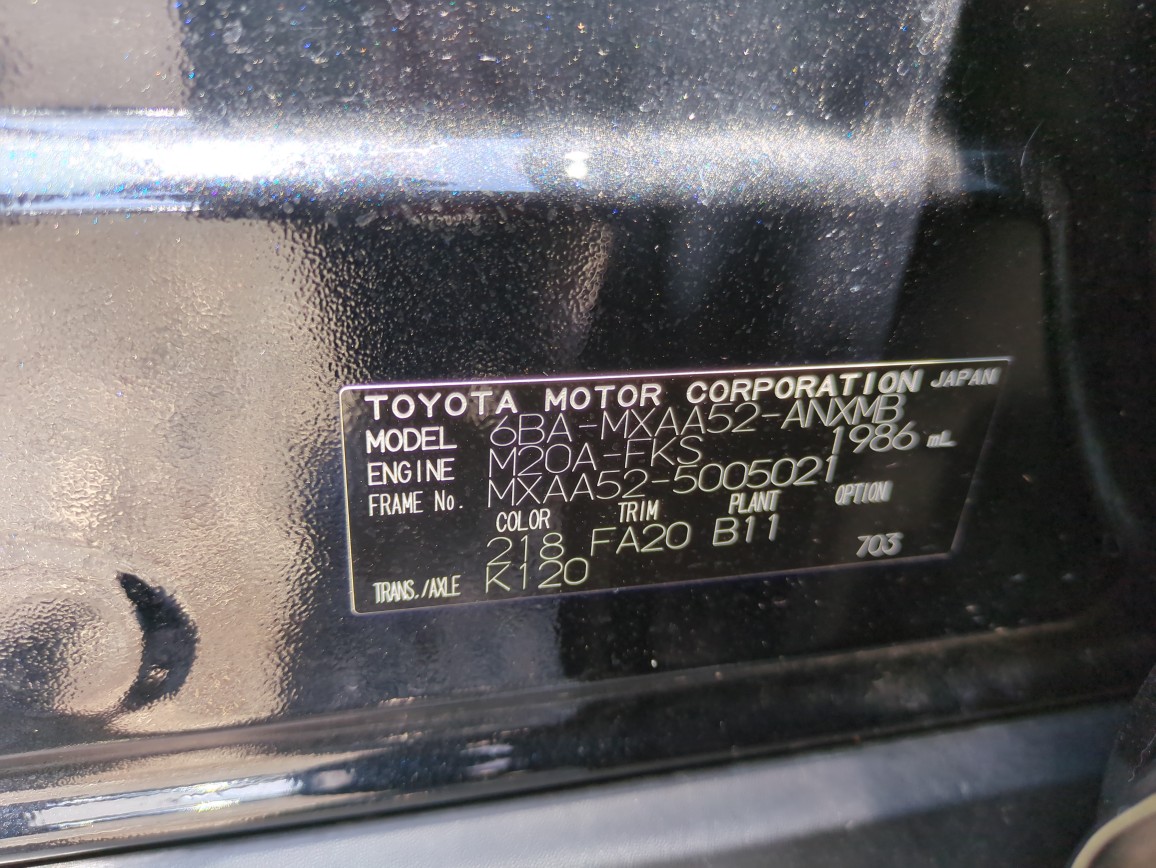 TOYOTA MOTOR CORPORATION JAPAN
MODEL 6BA-MXAA52-ANXMB
ENGINE M20A-FKS 1986 mL
FRAME No. MXAA52-5005021
COLOR TRIM PLANT OPTION
218 FA20 B11 703
TRANS./AXLE K120